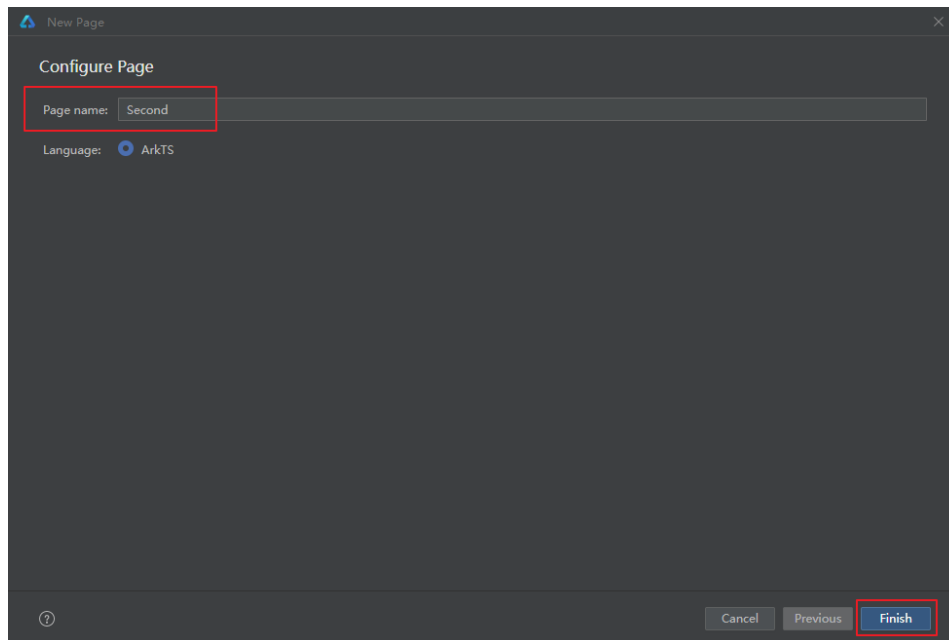 New Page
Configure Page
Page name: Second
Language: ArkTS
?
Cancel Previous Finish